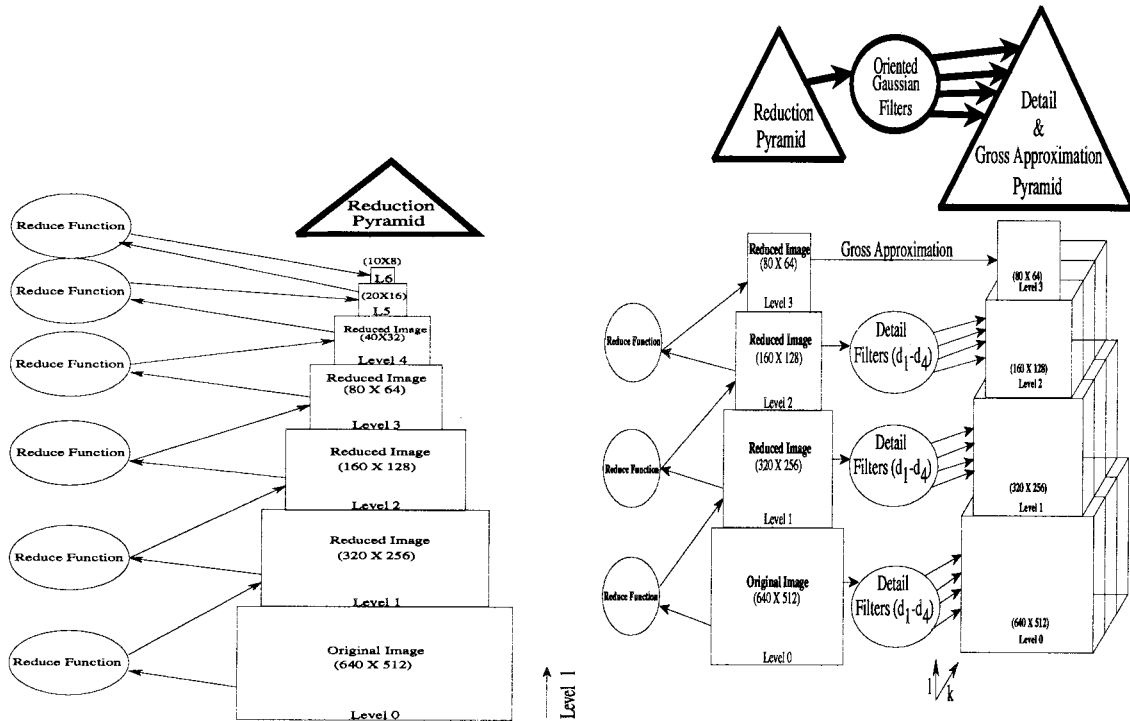 Reduction
Pyramid
Reduce Function
Reduce Function
Reduce Function
Reduce Function
Reduce Function
Reduce Function
(10X8)
L6
(20X16)
L5
Reduced Image
(40X32)
Level 4
Reduced Image
(80 X 64)
Level 3
Reduced Image
(160 X 128)
Level 2
Reduced Image
(320 X 256)
Level 1
Original Image
(640 X 512)
Level 0
Level 1
Reduction
Pyramid
Oriented
Gaussian
Filters
Detail
&
Gross Approximation
Pyramid
Reduced Image
(80 X 64)
Level 3
Gross Approximation
(80 X 64)
Level 3
Reduce Function
Reduced Image
(160 X 128)
Level 2
Detail
Filters (d1-d4)
(160 X 128)
Level 2
Reduce Function
Reduced Image
(320 X 256)
Level 1
Detail
Filters (d1-d4)
(320 X 256)
Level 1
Reduce Function
Original Image
(640 X 512)
Level 0
Detail
Filters (d1-d4)
(640 X 512)
Level 0
l
k